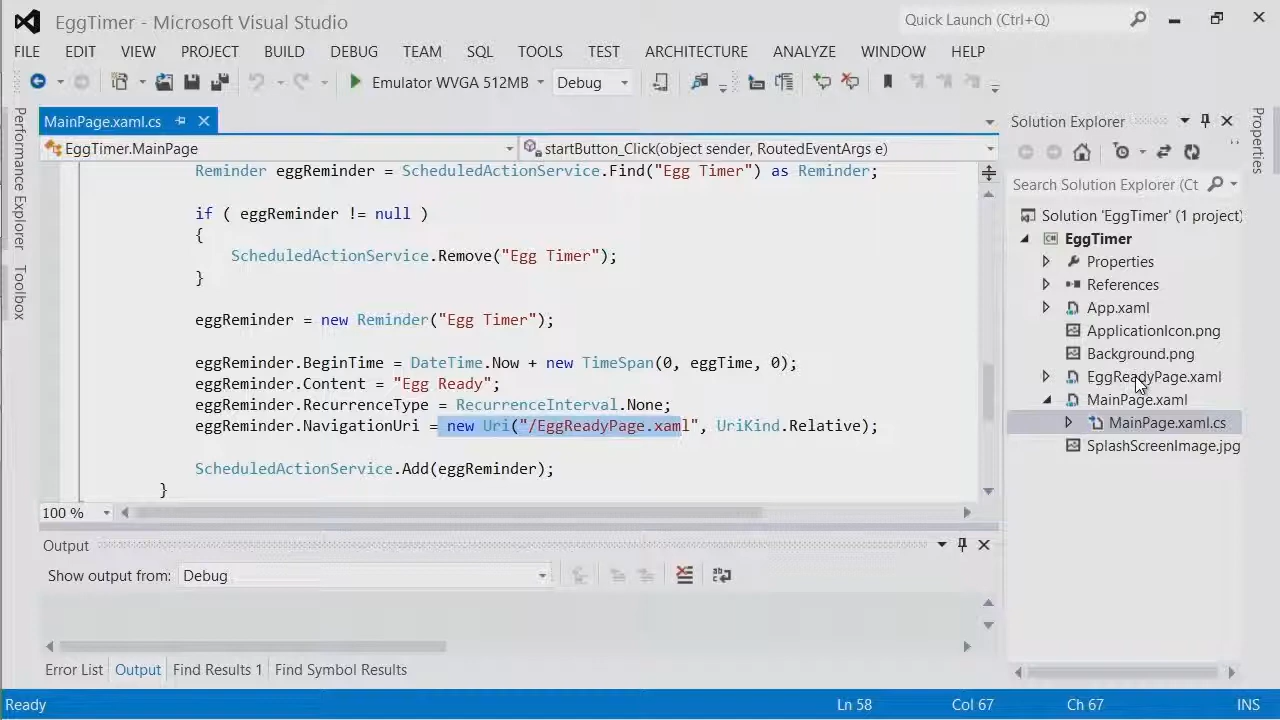 EggTimer - Microsoft Visual Studio
Quick Launch (Ctrl+Q)
FILE EDIT VIEW PROJECT BUILD DEBUG TEAM SQL TOOLS TEST ARCHITECTURE ANALYZE WINDOW HELP
Emulator WVGA 512MB Debug
Performance Explorer
Toolbox
MainPage.xaml.cs
EggTimer.MainPage
startButton_Click(object sender, RoutedEventArgs e)
Reminder eggReminder = ScheduledActionService.Find("Egg Timer") as Reminder;
if ( eggReminder != null )
{
ScheduledActionService.Remove("Egg Timer");
}
eggReminder = new Reminder("Egg Timer");
eggReminder.BeginTime = DateTime.Now + new TimeSpan(0, eggTime, 0);
eggReminder.Content = "Egg Ready";
eggReminder.RecurrenceType = RecurrenceInterval.None;
eggReminder.NavigationUri = new Uri("/EggReadyPage.xaml", UriKind.Relative);
ScheduledActionService.Add(eggReminder);
}
100 %
Output
Show output from: Debug
Error List Output Find Results 1 Find Symbol Results
Solution Explorer
Search Solution Explorer (Ct
Solution 'EggTimer' (1 project)
EggTimer
Properties
References
App.xaml
ApplicationIcon.png
Background.png
EggReadyPage.xaml
MainPage.xaml
MainPage.xaml.cs
SplashScreenImage.jpg
Properties
Ready Ln 58 Col 67 Ch 67 INS